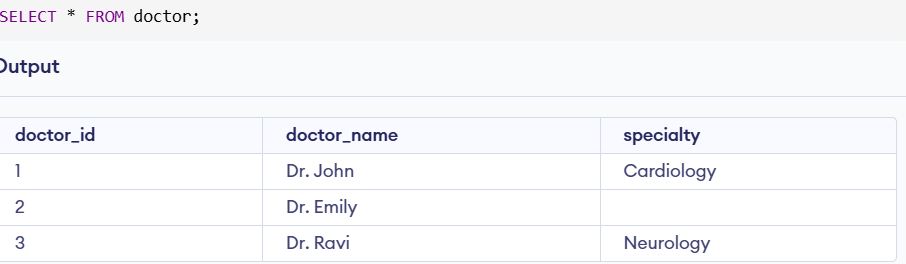 SELECT * FROM doctor;
Output
doctor_id doctor_name specialty
1 Dr. John Cardiology
2 Dr. Emily
3 Dr. Ravi Neurology